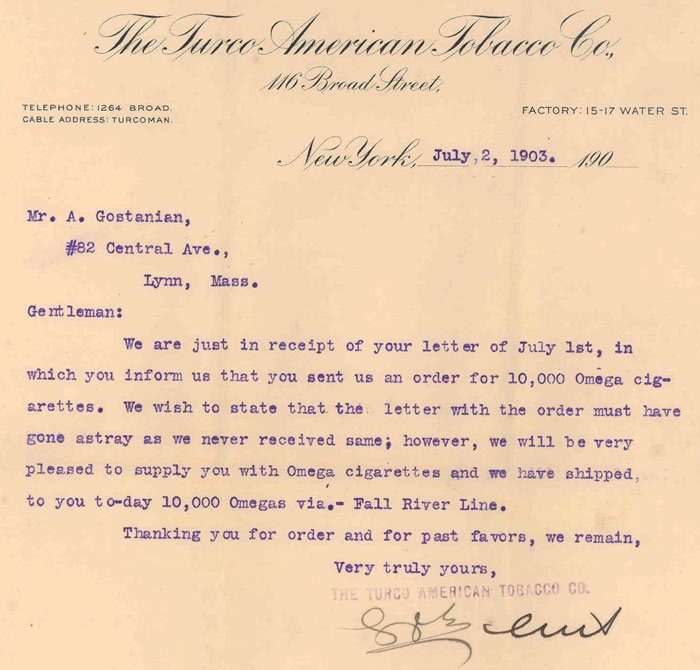 The Turco American Tobacco Co.,
116 Broad Street,
TELEPHONE: 1264 BROAD.
CABLE ADDRESS: TURCOMAN.
FACTORY: 15-17 WATER ST.
New York, July, 2, 1903. 190
Mr. A. Gostanian,
#82 Central Ave.,
Lynn, Mass.
Gentleman:
We are just in receipt of your letter of July 1st, in
which you inform us that you sent us an order for 10,000 Omega cig-
arettes. We wish to state that the letter with the order must have
gone astray as we never received same; however, we will be very
pleased to supply you with Omega cigarettes and we have shipped,
to you to-day 10,000 Omegas via.- Fall River Line.
Thanking you for order and for past favors, we remain,
Very truly yours,
THE TURCO AMERICAN TOBACCO CO.